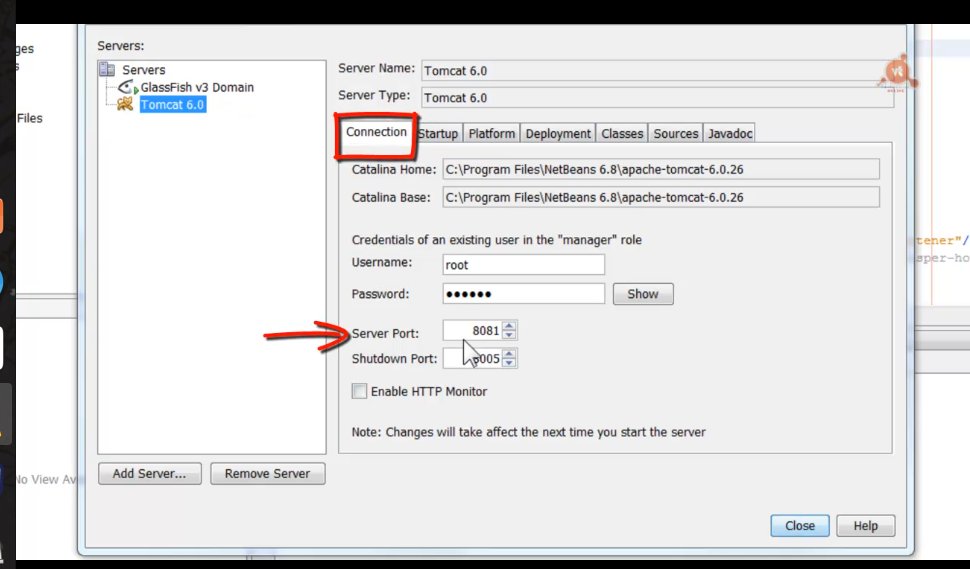 Servers:
Servers
GlassFish v3 Domain
Tomcat 6.0
Files
No View Av
Add Server...
Remove Server
Server Name:
Tomcat 6.0
Server Type:
Tomcat 6.0
Connection
Startup
Platform
Deployment
Classes
Sources
Javadoc
Catalina Home:
C:\Program Files\NetBeans 6.8\apache-tomcat-6.0.26
Catalina Base:
C:\Program Files\NetBeans 6.8\apache-tomcat-6.0.26
Credentials of an existing user in the "manager" role
Username:
root
Password:
••••••
Show
Server Port:
8081
Shutdown Port:
005
Enable HTTP Monitor
Note: Changes will take affect the next time you start the server
Close
Help
vt
tener"/
sper-ho